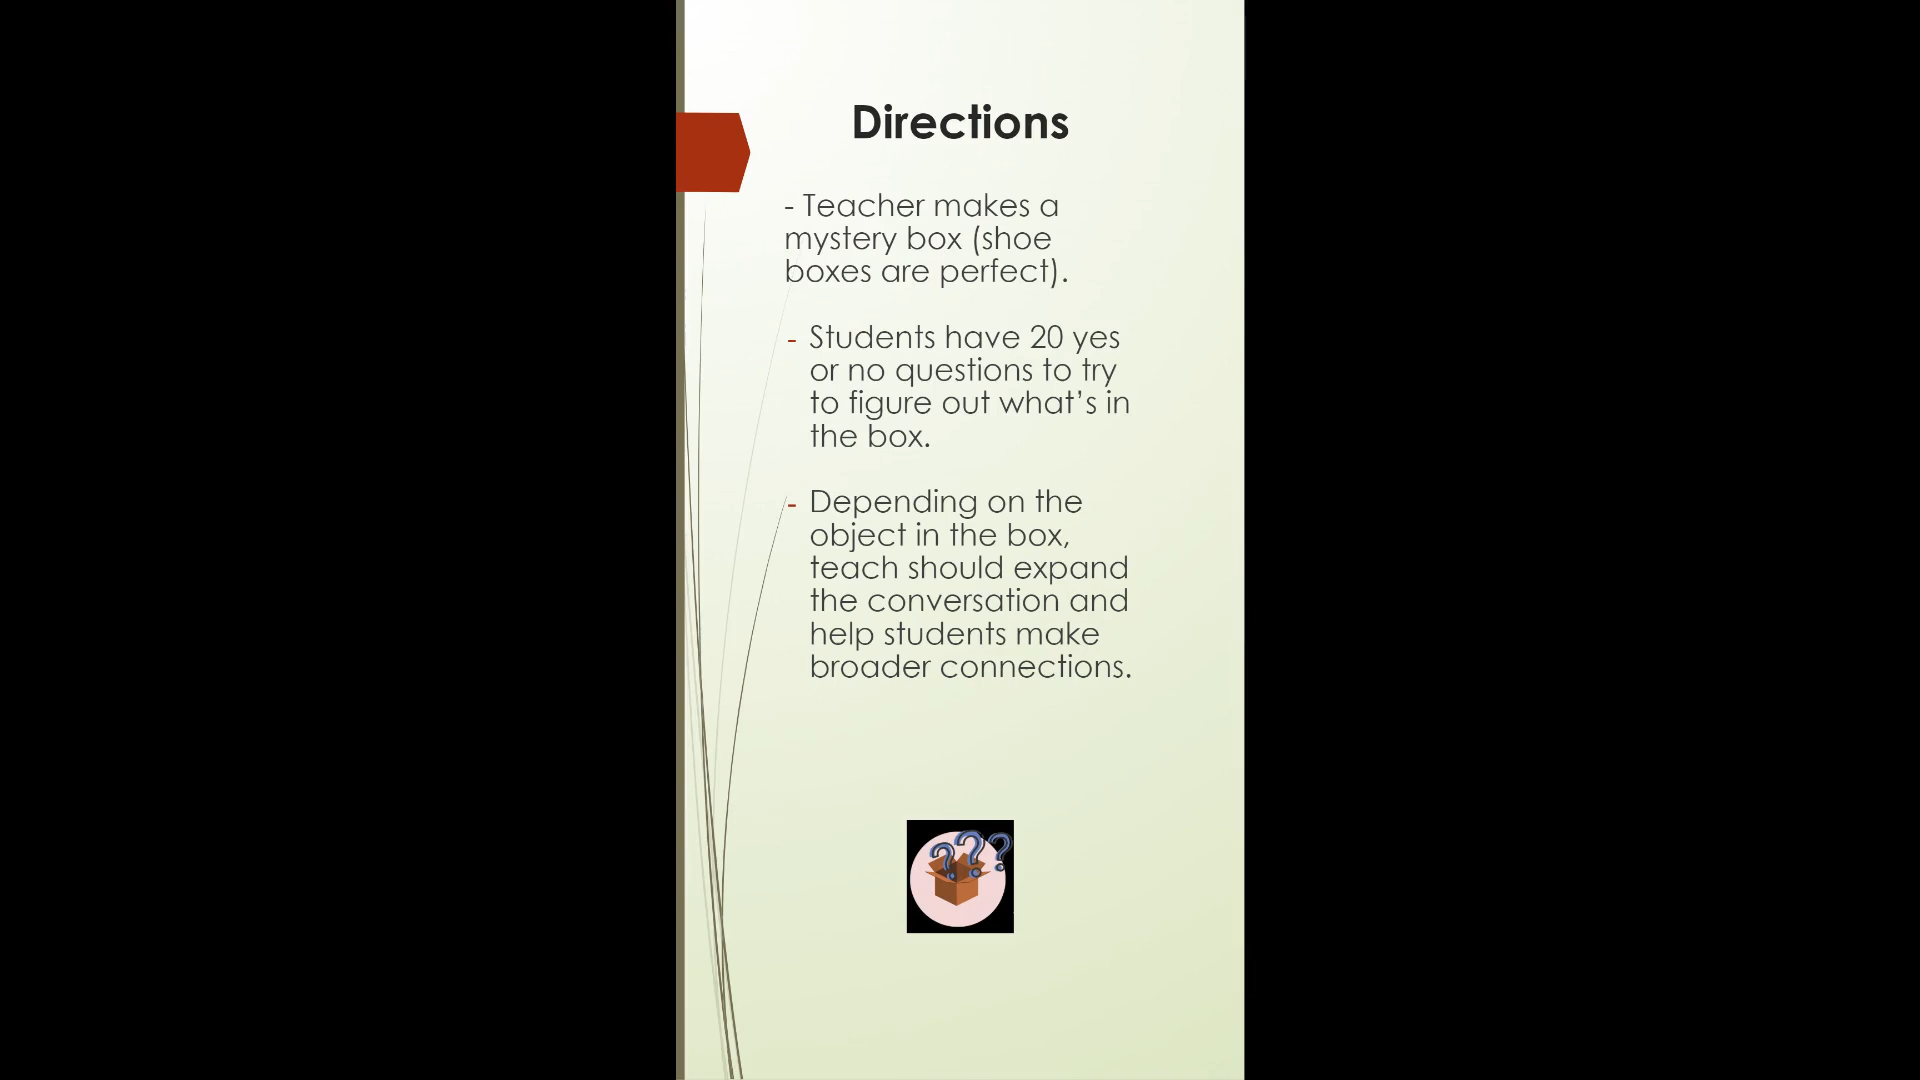 Directions
- Teacher makes a
mystery box (shoe
boxes are perfect).
- Students have 20 yes
or no questions to try
to figure out what’s in
the box.
- Depending on the
object in the box,
teach should expand
the conversation and
help students make
broader connections.
???